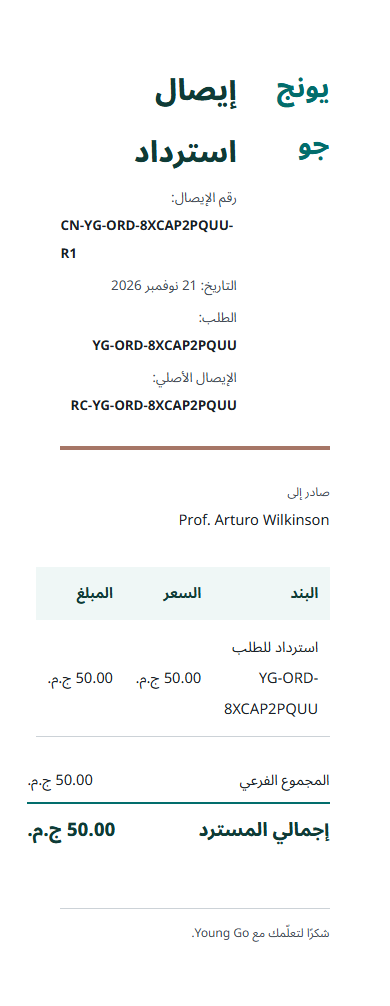 يونج
جو
إيصال
استرداد
رقم الإيصال:
CN-YG-ORD-8XCAP2PQUU-
R1
التاريخ: 21 نوفمبر 2026
الطلب:
YG-ORD-8XCAP2PQUU
الإيصال الأصلي:
RC-YG-ORD-8XCAP2PQUU
صادر إلى
Prof. Arturo Wilkinson
البند السعر المبلغ
استرداد للطلب
YG-ORD- 50.00 ج.م. 50.00 ج.م.
8XCAP2PQUU
المجموع الفرعي 50.00 ج.م.
إجمالي المسترد 50.00 ج.م.
شكرًا لتعلّمك مع Young Go.